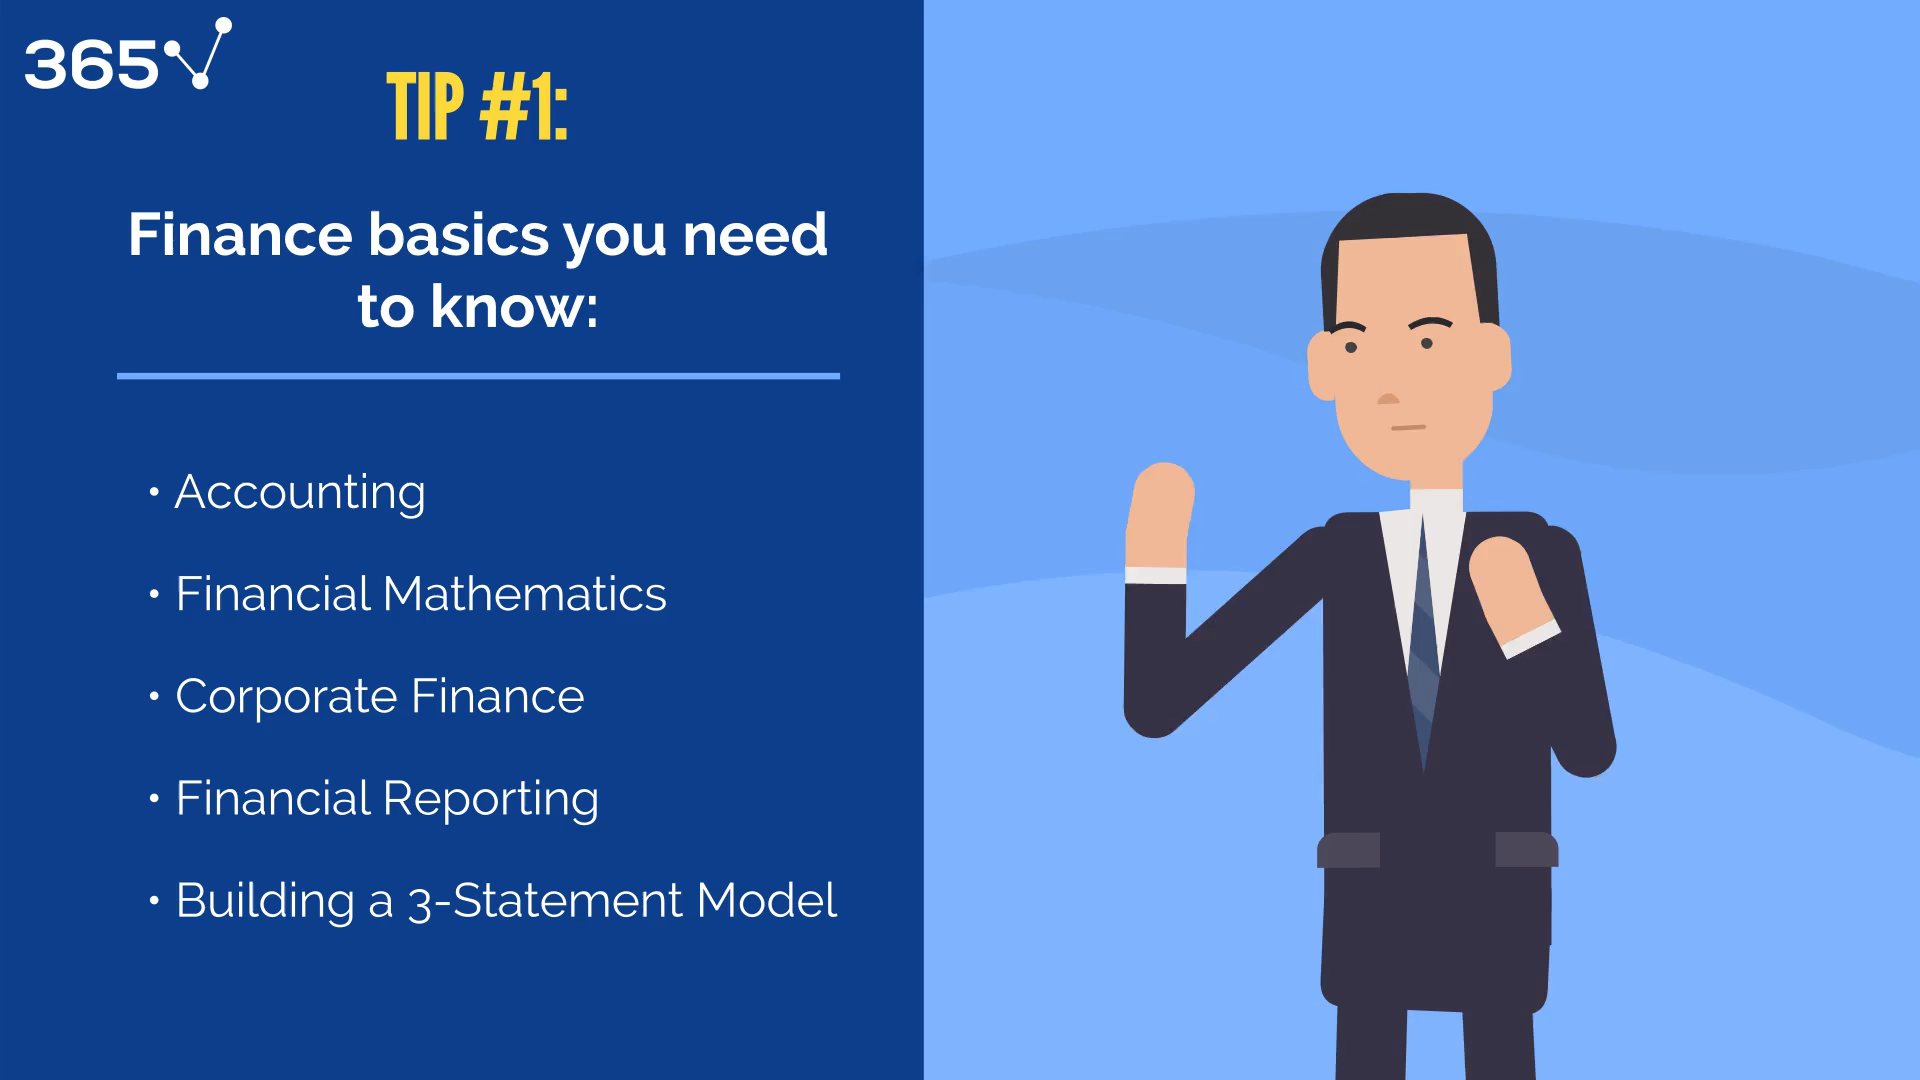 365
TIP #1:
Finance basics you need
to know:
• Accounting
• Financial Mathematics
• Corporate Finance
• Financial Reporting
• Building a 3-Statement Model